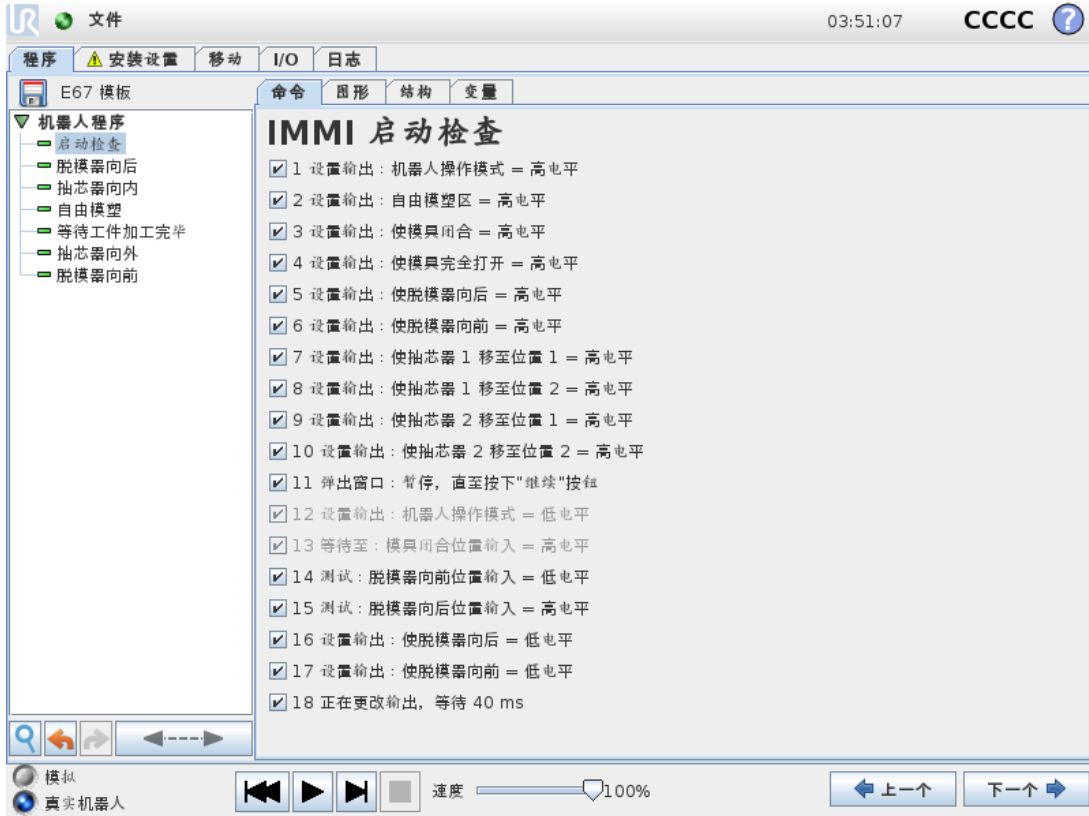 文件
03:51:07
CCCC
?
程序 安装设置 移动 I/O 日志
E67 模板
机器人程序
启动检查
脱模器向后
抽芯器向内
自由模塑
等待工件加工完毕
抽芯器向外
脱模器向前
命令 图形 结构 变量
IMMI 启动检查
1 设置输出：机器人操作模式 = 高电平
2 设置输出：自由模塑区 = 高电平
3 设置输出：使模具闭合 = 高电平
4 设置输出：使模具完全打开 = 高电平
5 设置输出：使脱模器向后 = 高电平
6 设置输出：使脱模器向前 = 高电平
7 设置输出：使抽芯器 1 移至位置 1 = 高电平
8 设置输出：使抽芯器 1 移至位置 2 = 高电平
9 设置输出：使抽芯器 2 移至位置 1 = 高电平
10 设置输出：使抽芯器 2 移至位置 2 = 高电平
11 弹出窗口：暂停，直至按下"继续"按钮
12 设置输出：机器人操作模式 = 低电平
13 等待至：模具闭合位置输入 = 高电平
14 测试：脱模器向前位置输入 = 低电平
15 测试：脱模器向后位置输入 = 高电平
16 设置输出：使脱模器向后 = 低电平
17 设置输出：使脱模器向前 = 低电平
18 正在更改输出，等待 40 ms
模拟
真实机器人
速度 100%
上一个 下一个